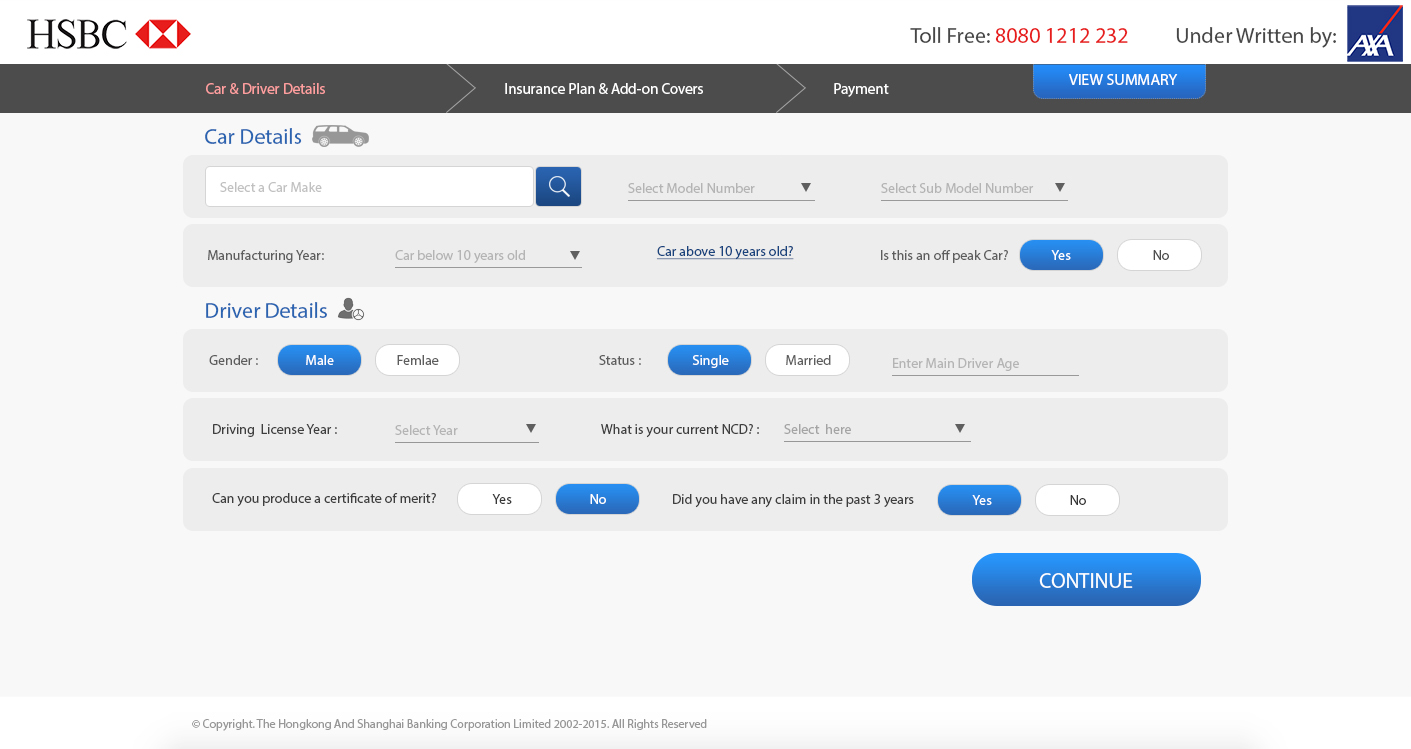 HSBC
Toll Free: 8080 1212 232
Under Written by:
AXA
Car & Driver Details
Insurance Plan & Add-on Covers
Payment
VIEW SUMMARY
Car Details
Select a Car Make
Select Model Number
Select Sub Model Number
Manufacturing Year:
Car below 10 years old
Car above 10 years old?
Is this an off peak Car?
Yes
No
Driver Details
Gender :
Male
Femlae
Status :
Single
Married
Enter Main Driver Age
Driving License Year :
Select Year
What is your current NCD? :
Select here
Can you produce a certificate of merit?
Yes
No
Did you have any claim in the past 3 years
Yes
No
CONTINUE
© Copyright. The Hongkong And Shanghai Banking Corporation Limited 2002-2015. All Rights Reserved